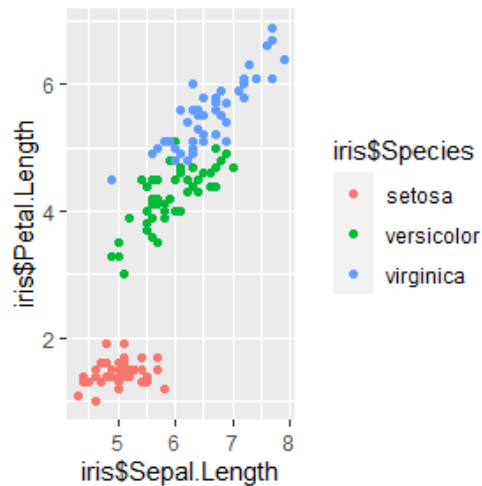 6
4
2
iris$Petal.Length
5 6 7 8
iris$Sepal.Length
iris$Species
setosa
versicolor
virginica